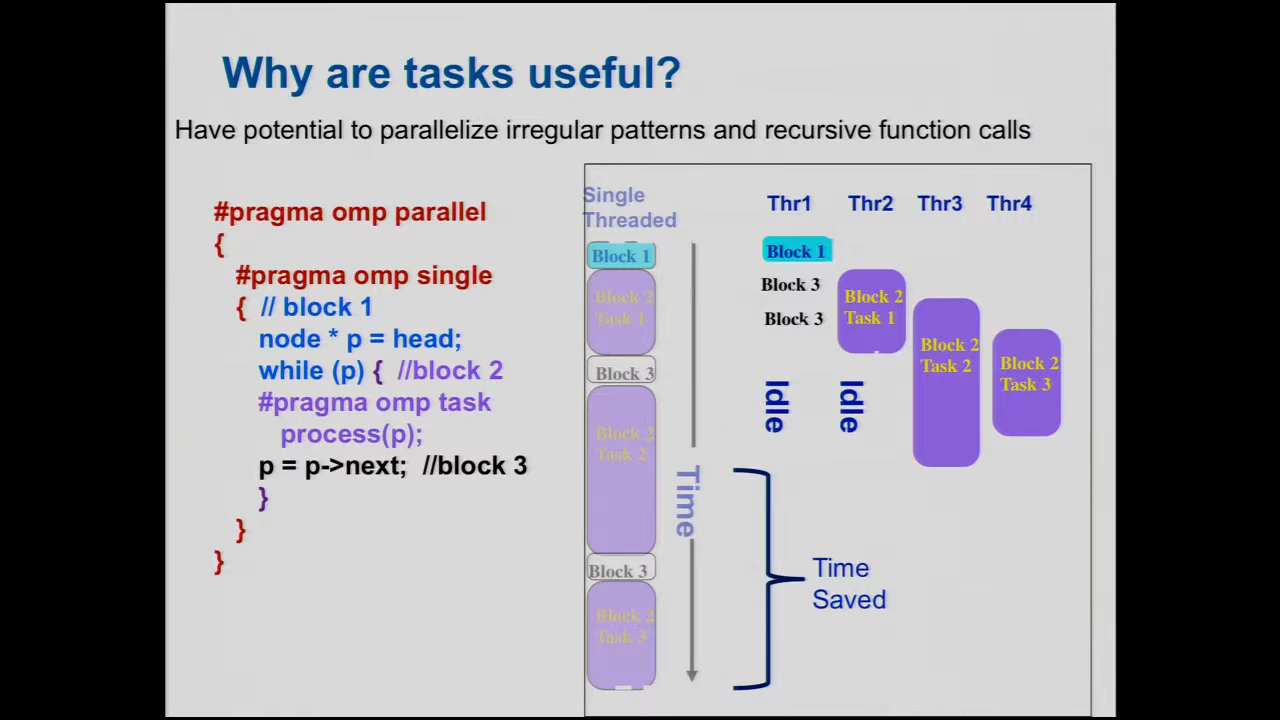 Why are tasks useful?
Have potential to parallelize irregular patterns and recursive function calls
#pragma omp parallel
{
#pragma omp single
{ // block 1
node * p = head;
while (p) { //block 2
#pragma omp task
process(p);
p = p->next; //block 3
}
}
}
Single
Threaded
Block 1
Block 2
Task 1
Block 3
Block 2
Task 2
Block 3
Block 2
Task 3
Time
Thr1 Thr2 Thr3 Thr4
Block 1
Block 3
Block 3
Idle
Block 2
Task 1
Idle
Block 2
Task 2
Block 2
Task 3
Time
Saved